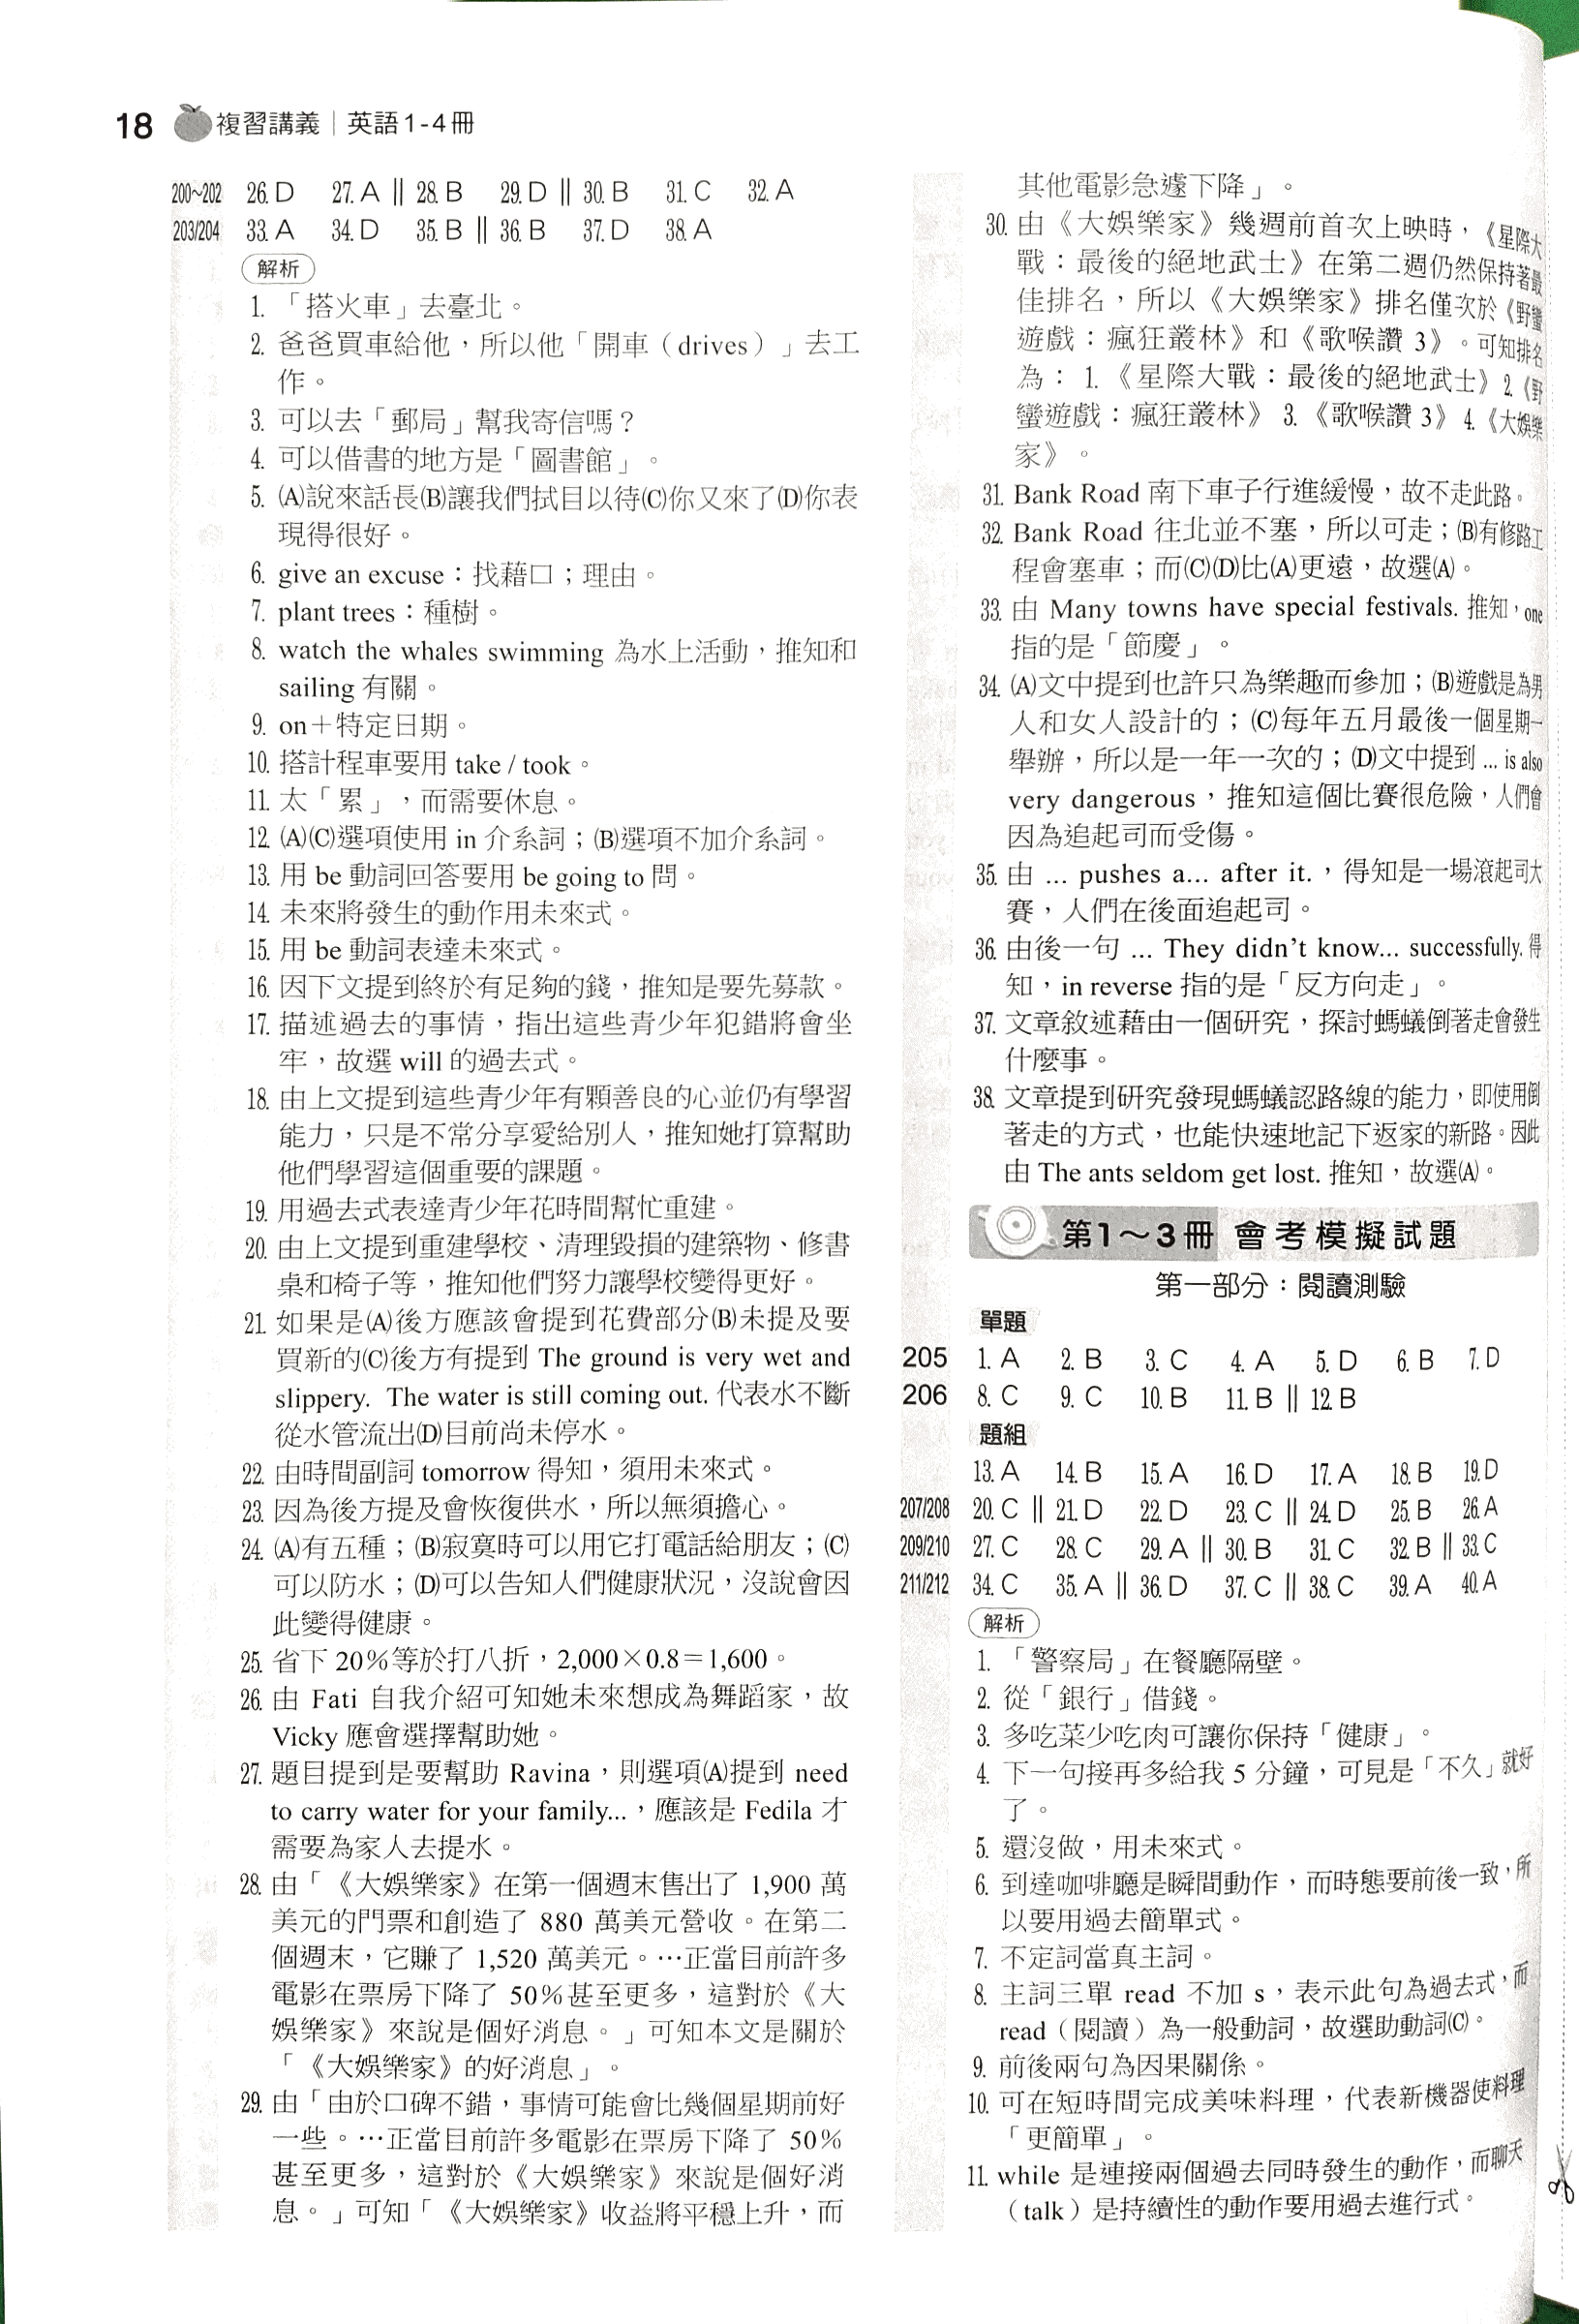 18 複習講義｜英語1-4冊
200~202 26. D 27. A ‖ 28. B 29. D ‖ 30. B 31. C 32. A
203/204 33. A 34. D 35. B ‖ 36. B 37. D 38. A
解析
1. 「搭火車」去臺北。
2. 爸爸買車給他，所以他「開車（drives）」去工
作。
3. 可以去「郵局」幫我寄信嗎？
4. 可以借書的地方是「圖書館」。
5. (A)說來話長(B)讓我們拭目以待(C)你又來了(D)你表
現得很好。
6. give an excuse：找藉口；理由。
7. plant trees：種樹。
8. watch the whales swimming 為水上活動，推知和
sailing 有關。
9. on＋特定日期。
10. 搭計程車要用 take / took。
11. 太「累」，而需要休息。
12. (A)(C)選項使用 in 介系詞；(B)選項不加介系詞。
13. 用 be 動詞回答要用 be going to 問。
14. 未來將發生的動作用未來式。
15. 用 be 動詞表達未來式。
16. 因下文提到終於有足夠的錢，推知是要先募款。
17. 描述過去的事情，指出這些青少年犯錯將會坐
牢，故選 will 的過去式。
18. 由上文提到這些青少年有顆善良的心並仍有學習
能力，只是不常分享愛給別人，推知她打算幫助
他們學習這個重要的課題。
19. 用過去式表達青少年花時間幫忙重建。
20. 由上文提到重建學校、清理毀損的建築物、修書
桌和椅子等，推知他們努力讓學校變得更好。
21. 如果是(A)後方應該會提到花費部分(B)未提及要
買新的(C)後方有提到 The ground is very wet and
slippery. The water is still coming out. 代表水不斷
從水管流出(D)目前尚未停水。
22. 由時間副詞 tomorrow 得知，須用未來式。
23. 因為後方提及會恢復供水，所以無須擔心。
24. (A)有五種；(B)寂寞時可以用它打電話給朋友；(C)
可以防水；(D)可以告知人們健康狀況，沒說會因
此變得健康。
25. 省下 20%等於打八折，2,000×0.8＝1,600。
26. 由 Fati 自我介紹可知她未來想成為舞蹈家，故
Vicky 應會選擇幫助她。
27. 題目提到是要幫助 Ravina，則選項(A)提到 need
to carry water for your family...，應該是 Fedila 才
需要為家人去提水。
28. 由「《大娛樂家》在第一個週末售出了 1,900 萬
美元的門票和創造了 880 萬美元營收。在第二
個週末，它賺了 1,520 萬美元。…正當目前許多
電影在票房下降了 50%甚至更多，這對於《大
娛樂家》來說是個好消息。」可知本文是關於
「《大娛樂家》的好消息」。
29. 由「由於口碑不錯，事情可能會比幾個星期前好
一些。…正當目前許多電影在票房下降了 50%
甚至更多，這對於《大娛樂家》來說是個好消
息。」可知「《大娛樂家》收益將平穩上升，而
其他電影急遽下降」。
30. 由《大娛樂家》幾週前首次上映時，《星際大
戰：最後的絕地武士》在第二週仍然保持著最
佳排名，所以《大娛樂家》排名僅次於《野蠻
遊戲：瘋狂叢林》和《歌喉讚 3》。可知排名
為：1.《星際大戰：最後的絕地武士》2.《野
蠻遊戲：瘋狂叢林》3.《歌喉讚 3》4.《大娛樂
家》。
31. Bank Road 南下車子行進緩慢，故不走此路。
32. Bank Road 往北並不塞，所以可走；(B)有修路工
程會塞車；而(C)(D)比(A)更遠，故選(A)。
33. 由 Many towns have special festivals. 推知，one
指的是「節慶」。
34. (A)文中提到也許只為樂趣而參加；(B)遊戲是為男
人和女人設計的；(C)每年五月最後一個星期一
舉辦，所以是一年一次的；(D)文中提到 ... is also
very dangerous，推知這個比賽很危險，人們會
因為追起司而受傷。
35. 由 ... pushes a... after it.，得知是一場滾起司大
賽，人們在後面追起司。
36. 由後一句 ... They didn't know... successfully. 得
知，in reverse 指的是「反方向走」。
37. 文章敘述藉由一個研究，探討螞蟻倒著走會發生
什麼事。
38. 文章提到研究發現螞蟻認路線的能力，即使用倒
著走的方式，也能快速地記下返家的新路。因此
由 The ants seldom get lost. 推知，故選(A)。
第1～3冊 會考模擬試題
第一部分：閱讀測驗
單題
205 1. A 2. B 3. C 4. A 5. D 6. B 7. D
206 8. C 9. C 10. B 11. B ‖ 12. B
題組
13. A 14. B 15. A 16. D 17. A 18. B 19. D
207/208 20. C ‖ 21. D 22. D 23. C ‖ 24. D 25. B 26. A
209/210 27. C 28. C 29. A ‖ 30. B 31. C 32. B ‖ 33. C
211/212 34. C 35. A ‖ 36. D 37. C ‖ 38. C 39. A 40. A
解析
1. 「警察局」在餐廳隔壁。
2. 從「銀行」借錢。
3. 多吃菜少吃肉可讓你保持「健康」。
4. 下一句接再多給我 5 分鐘，可見是「不久」就好
了。
5. 還沒做，用未來式。
6. 到達咖啡廳是瞬間動作，而時態要前後一致，所
以要用過去簡單式。
7. 不定詞當真主詞。
8. 主詞三單 read 不加 s，表示此句為過去式，而
read（閱讀）為一般動詞，故選助動詞(C)。
9. 前後兩句為因果關係。
10. 可在短時間完成美味料理，代表新機器使料理
「更簡單」。
11. while 是連接兩個過去同時發生的動作，而聊天
（talk）是持續性的動作要用過去進行式。